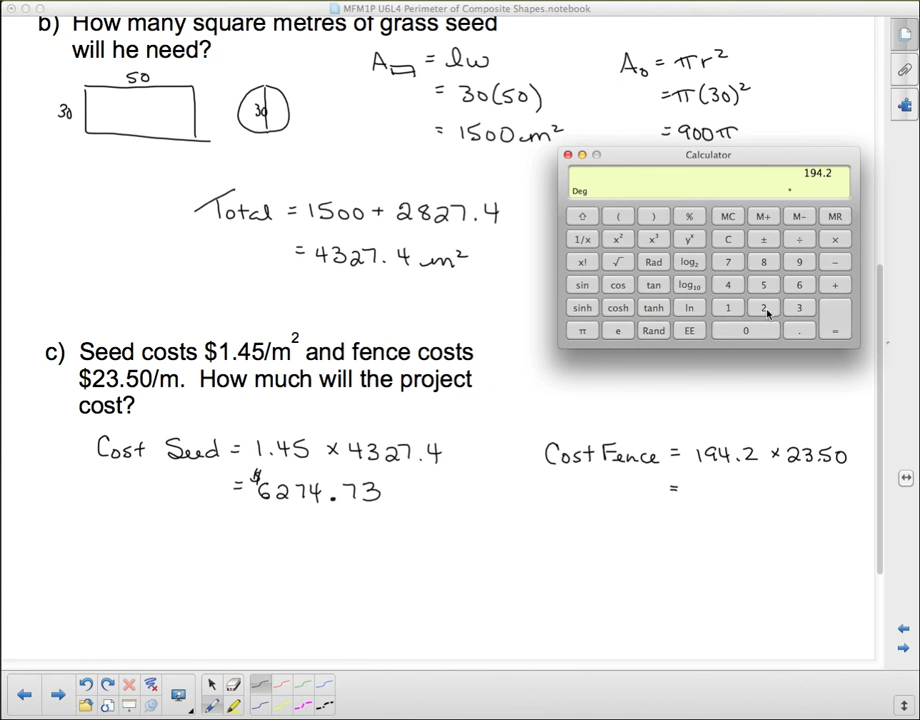 MFM1P U6L4 Perimeter of Composite Shapes.notebook
b) How many square metres of grass seed
will he need?
50
30
30
A▭ = lw
= 30(50)
= 1500 m²
A○ = πr²
= π(30)²
= 900π
Total = 1500 + 2827.4
= 4327.4 m²
Calculator
194.2
Deg *
⇧ ( ) % MC M+ M- MR
1/x x² x³ yˣ C ± ÷ ×
x! √ Rad log₂ 7 8 9 −
sin cos tan log₁₀ 4 5 6 +
sinh cosh tanh ln 1 2 3 =
π e Rand EE 0 .
c) Seed costs $1.45/m² and fence costs
$23.50/m. How much will the project
cost?
Cost Seed = 1.45 × 4327.4
= $6274.73
Cost Fence = 194.2 × 23.50
=